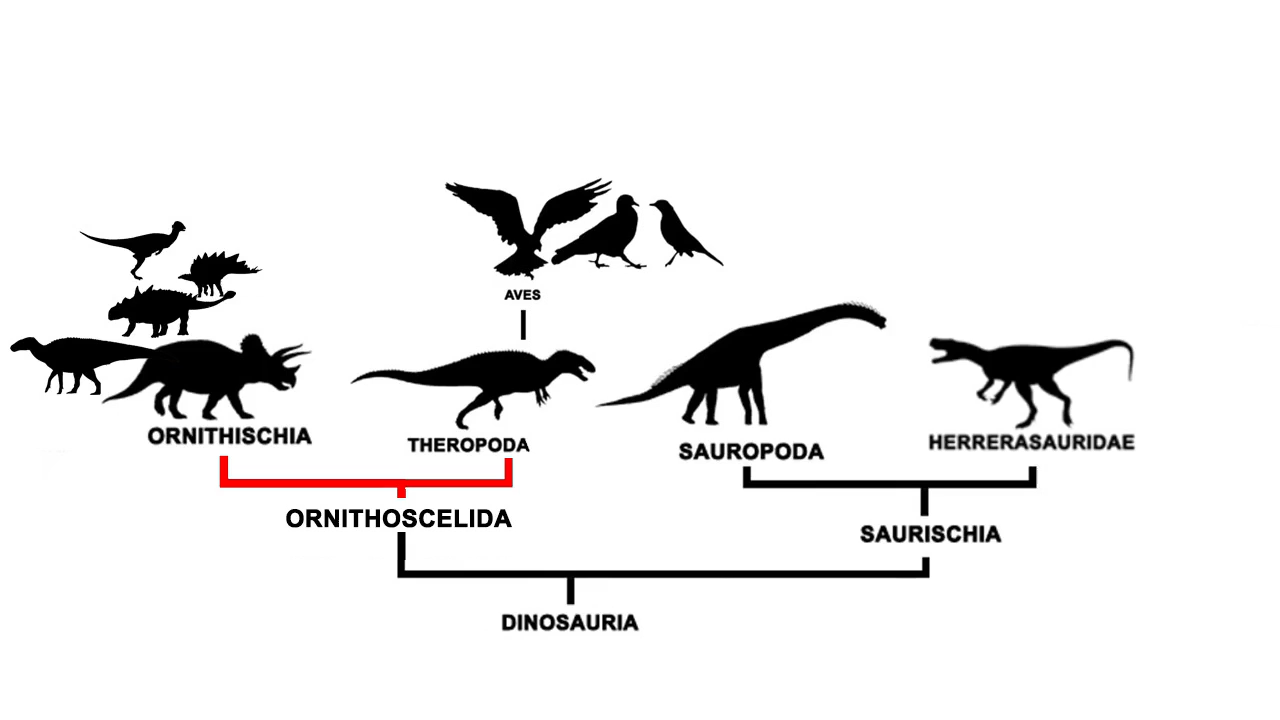 AVES
ORNITHISCHIA
THEROPODA
SAUROPODA
HERRERASAURIDAE
ORNITHOSCELIDA
SAURISCHIA
DINOSAURIA